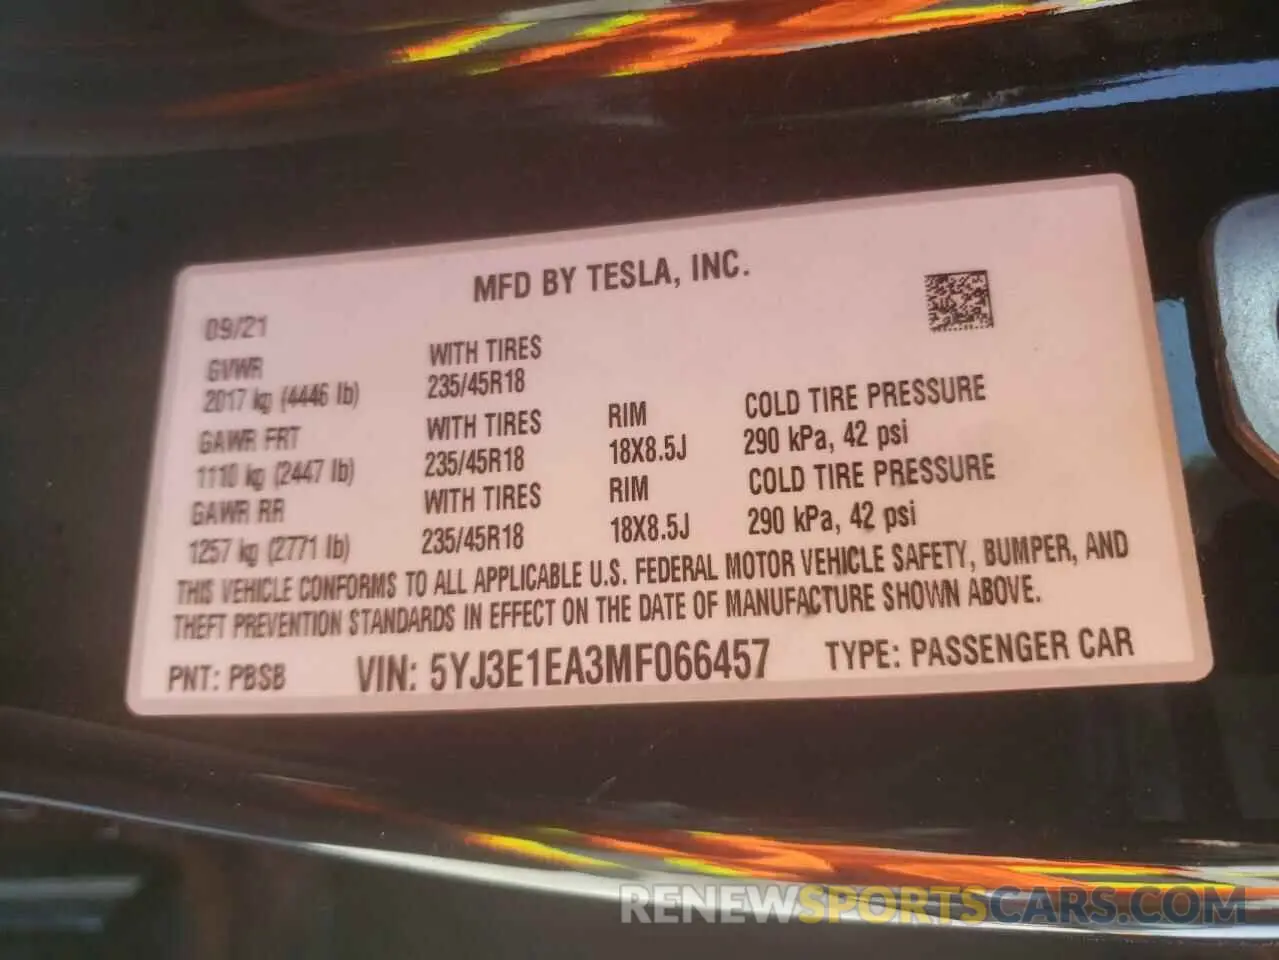 MFD BY TESLA, INC.
09/21
GVWR
2017 kg (4446 lb)
WITH TIRES
235/45R18
GAWR FRT
1110 kg (2447 lb)
WITH TIRES
235/45R18
RIM
18X8.5J
COLD TIRE PRESSURE
290 kPa, 42 psi
GAWR RR
1257 kg (2771 lb)
WITH TIRES
235/45R18
RIM
18X8.5J
COLD TIRE PRESSURE
290 kPa, 42 psi
THIS VEHICLE CONFORMS TO ALL APPLICABLE U.S. FEDERAL MOTOR VEHICLE SAFETY, BUMPER, AND
THEFT PREVENTION STANDARDS IN EFFECT ON THE DATE OF MANUFACTURE SHOWN ABOVE.
PNT: PBSB VIN: 5YJ3E1EA3MF066457 TYPE: PASSENGER CAR
RENEWSPORTSCARS.COM